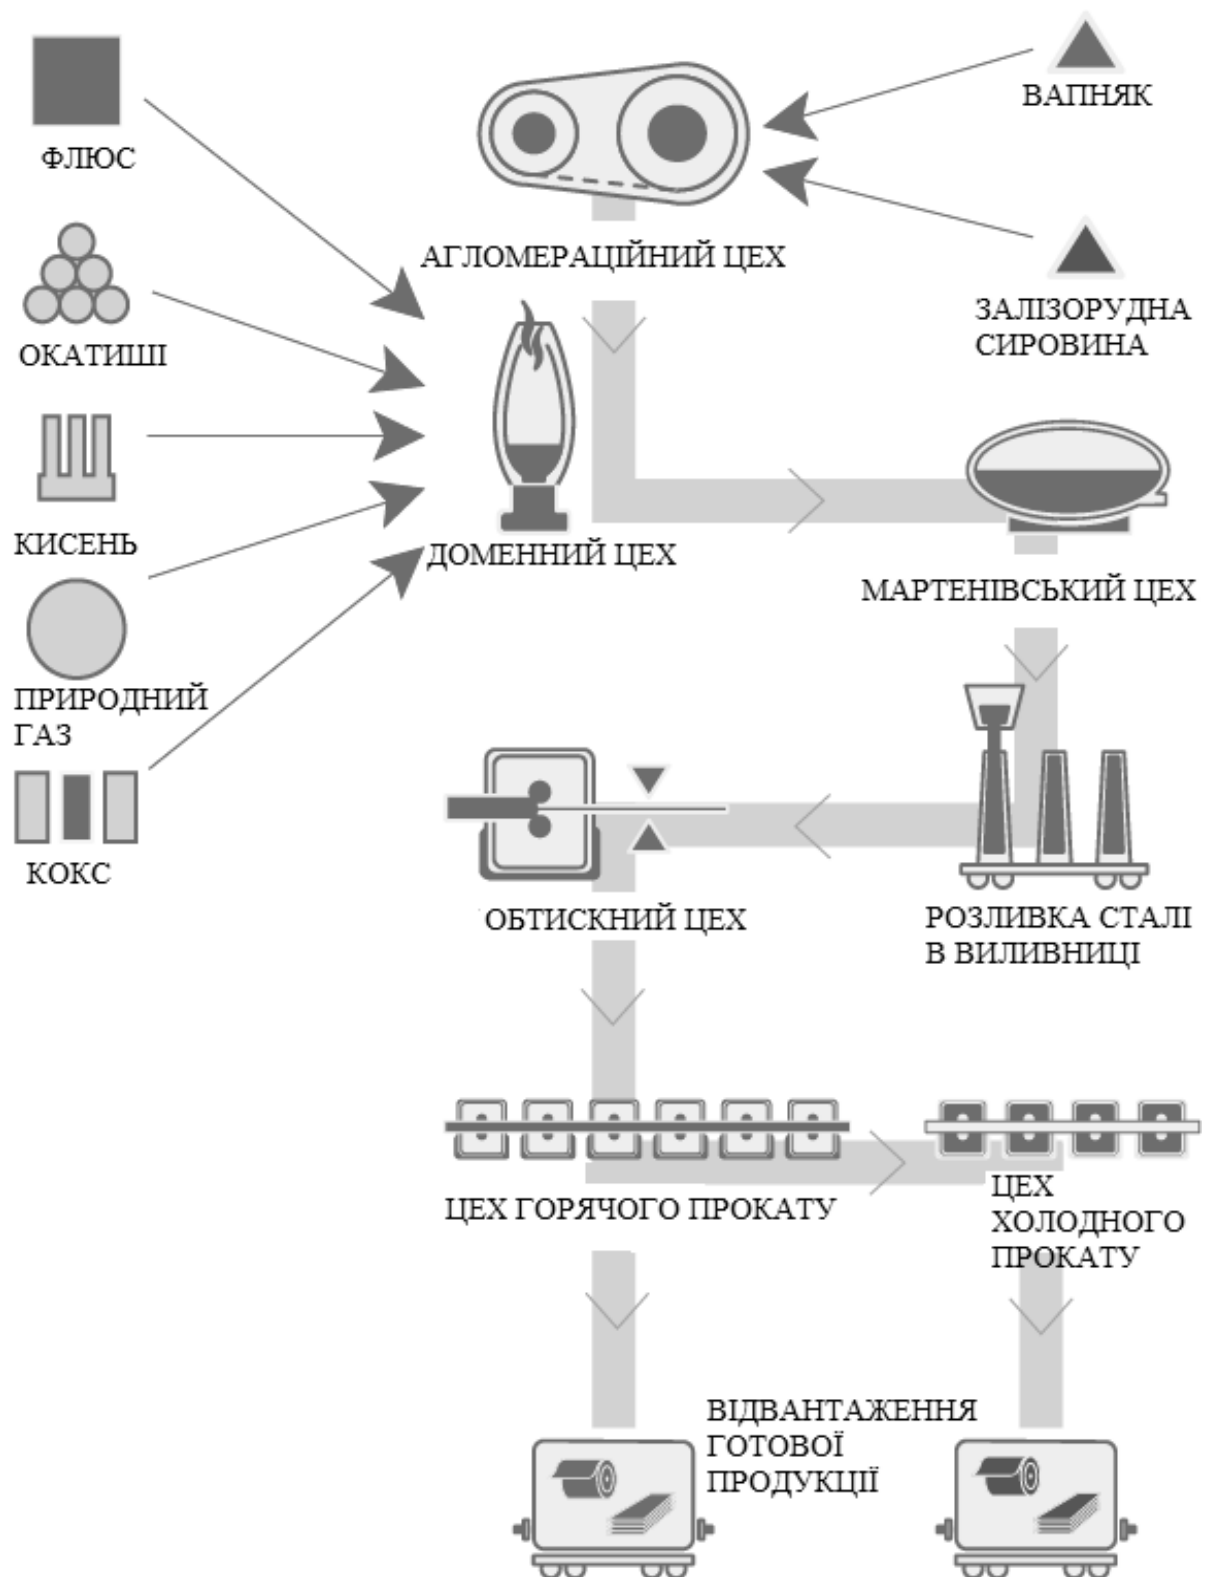 ФЛЮС
ВАПНЯК
АГЛОМЕРАЦІЙНИЙ ЦЕХ
ЗАЛІЗОРУДНА
СИРОВИНА
ОКАТИШІ
КИСЕНЬ
ДОМЕННИЙ ЦЕХ
МАРТЕНІВСЬКИЙ ЦЕХ
ПРИРОДНИЙ
ГАЗ
КОКС
ОБТИСКНИЙ ЦЕХ
РОЗЛИВКА СТАЛІ
В ВИЛИВНИЦІ
ЦЕХ ГОРЯЧОГО ПРОКАТУ
ЦЕХ
ХОЛОДНОГО
ПРОКАТУ
ВІДВАНТАЖЕННЯ
ГОТОВОЇ
ПРОДУКЦІЇ